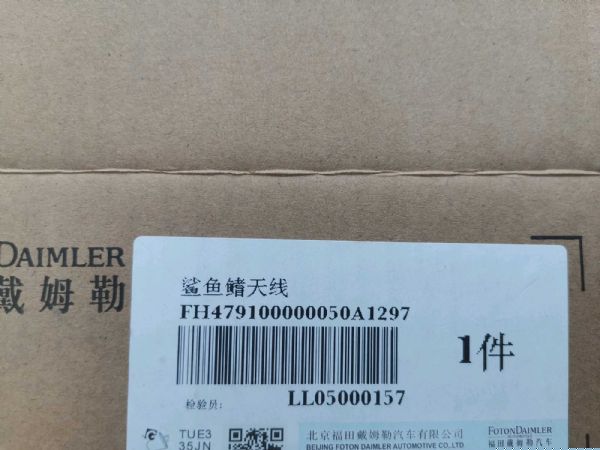 DAIMLER
戴姆勒
鲨鱼鳍天线
FH479100000050A1297
1件
LL05000157
检验员:
TUE3
35JN
北京福田戴姆勒汽车有限公司
BEIJING FOTON DAIMLER AUTOMOTIVE CO.,LTD
FOTONDAIMLER
福田戴姆勒汽车